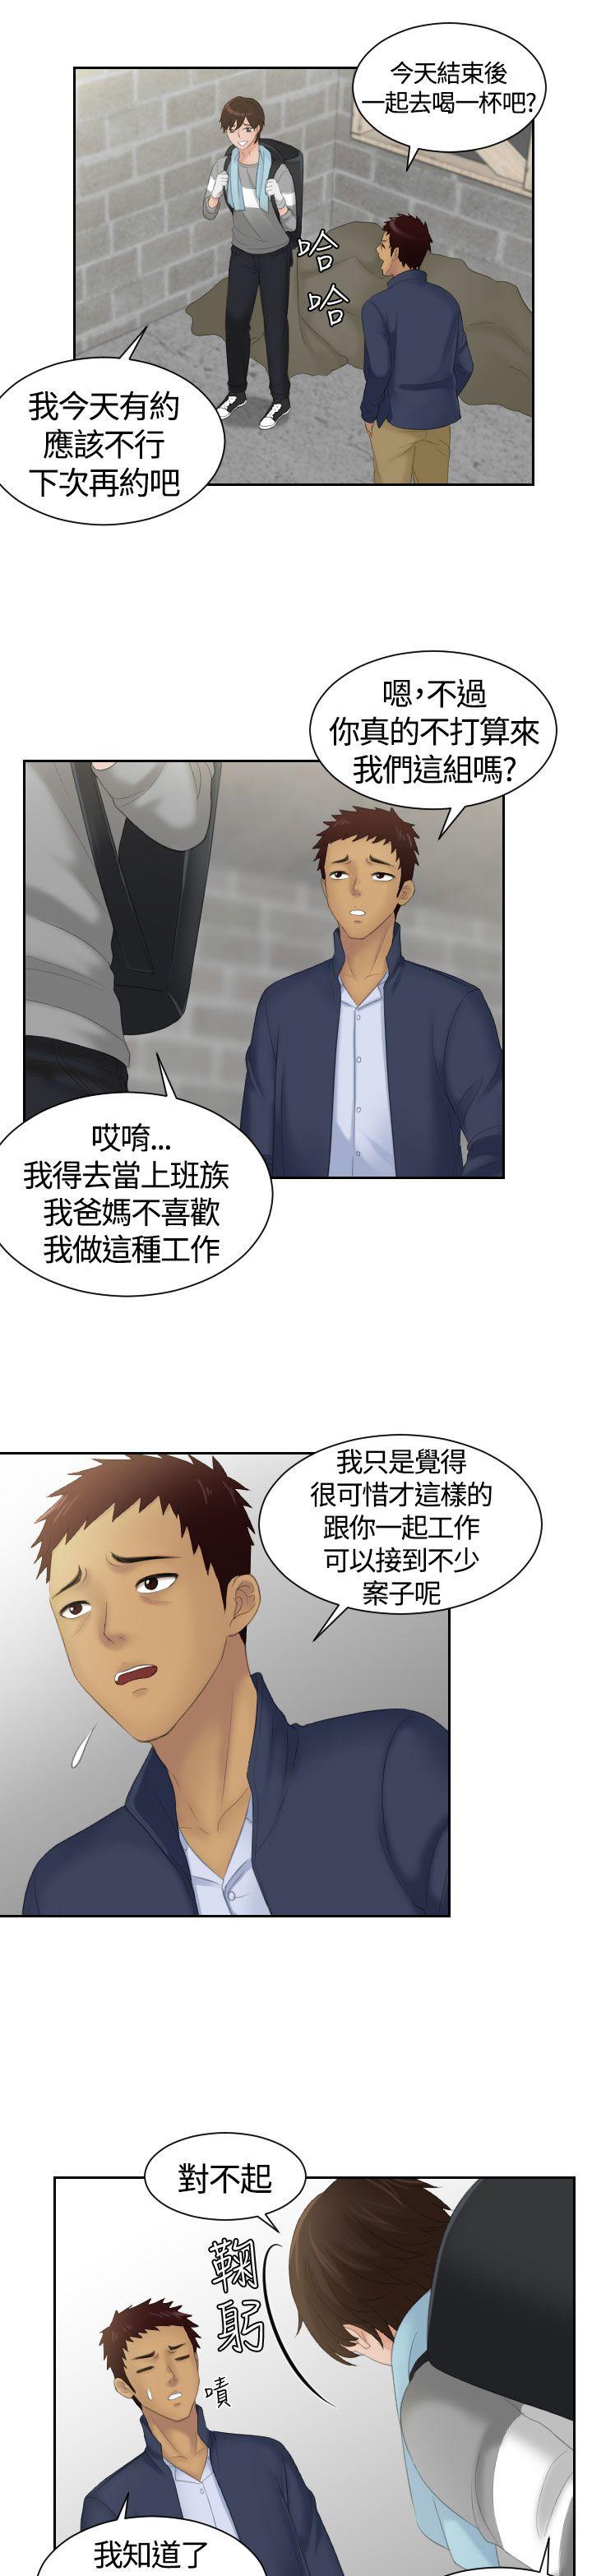 今天結束後
一起去喝一杯吧?
哈
哈
我今天有約
應該不行
下次再約吧
嗯,不過
你真的不打算來
我們這組嗎?
哎唷...
我得去當上班族
我爸媽不喜歡
我做這種工作
我只是覺得
很可惜才這樣的
跟你一起工作
可以接到不少
案子呢
對不起
鞠
躬
嘖
我知道了